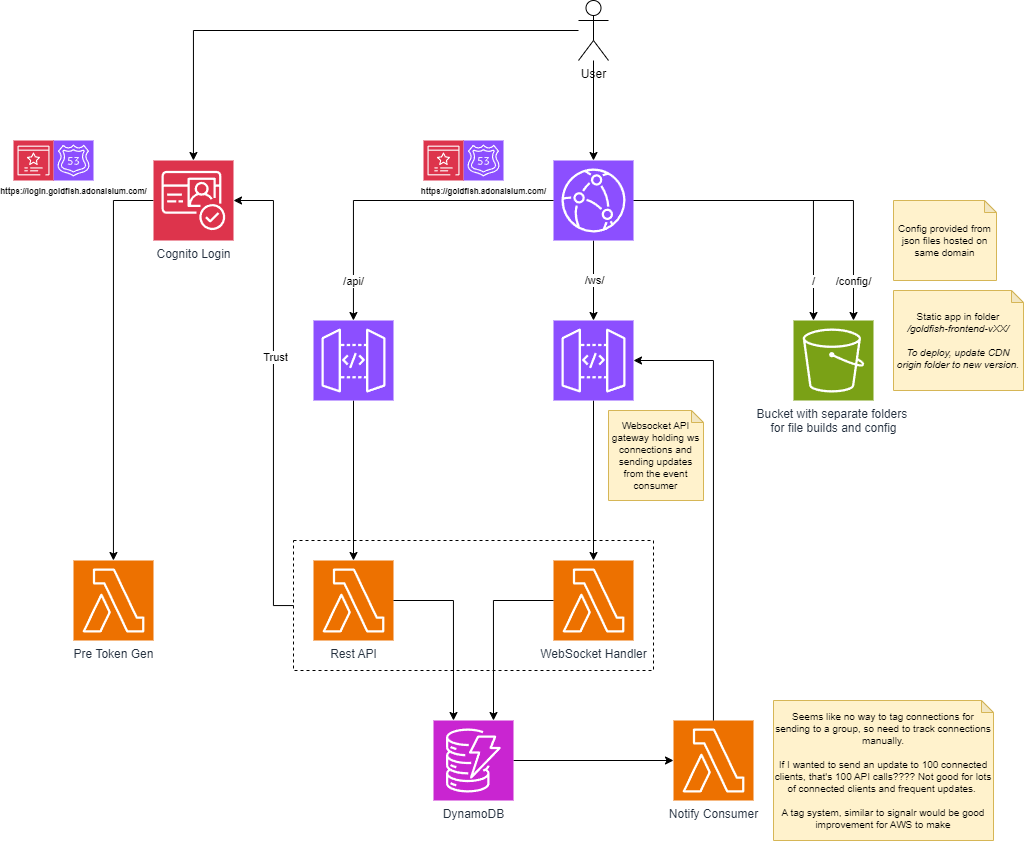 User
53
53
https://login.goldfish.adonalsium.com/
https://goldfish.adonalsium.com/
Cognito Login
Config provided from
json files hosted on
same domain
/api/
/ws/
/
/config/
Static app in folder
/goldfish-frontend-vXX/
To deploy, update CDN
origin folder to new version.
Trust
</>
</>
Bucket with separate folders
for file builds and config
Websocket API
gateway holding ws
connections and
sending updates
from the event
consumer
Pre Token Gen
Rest API
WebSocket Handler
Seems like no way to tag connections for
sending to a group, so need to track connections
manually.
If I wanted to send an update to 100 connected
clients, that's 100 API calls???? Not good for lots
of connected clients and frequent updates.
A tag system, similar to signalr would be good
improvement for AWS to make
DynamoDB
Notify Consumer